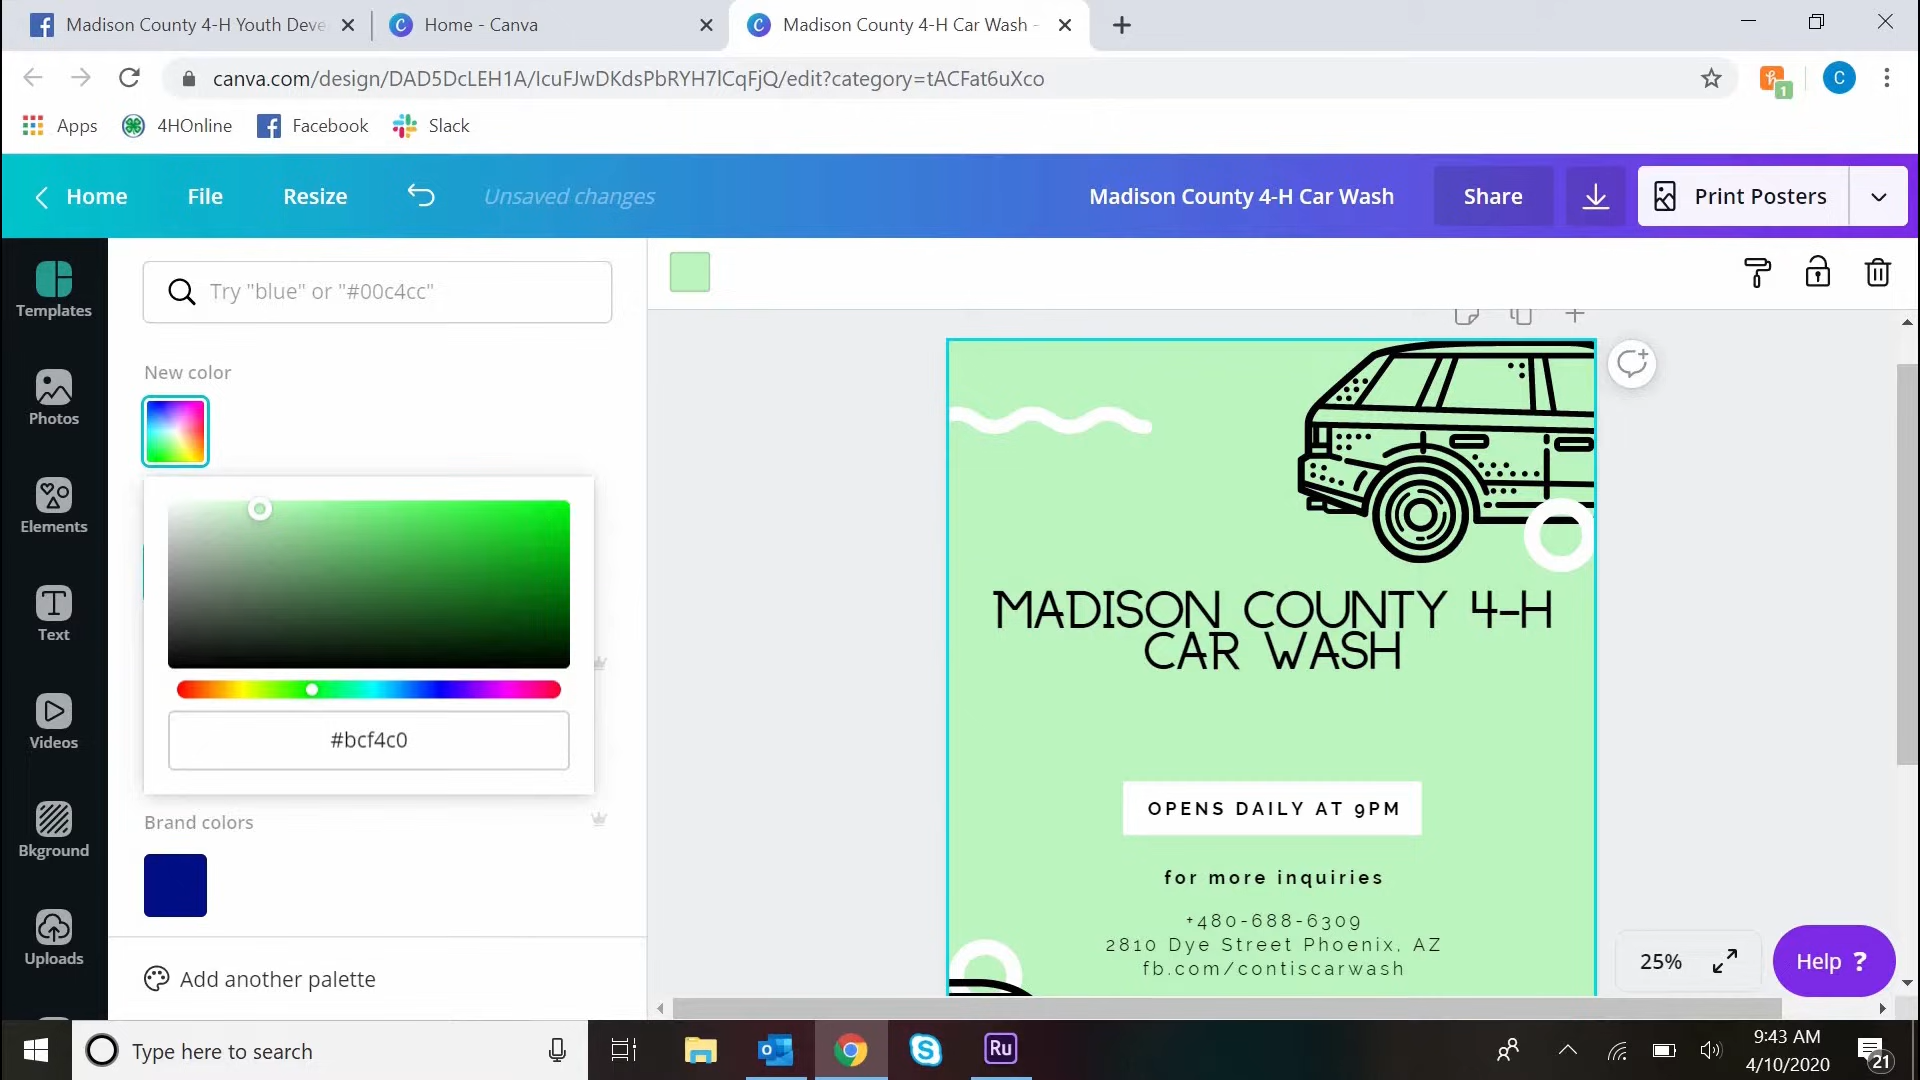 Madison County 4-H Youth Deve
Home - Canva
Madison County 4-H Car Wash -
canva.com/design/DAD5DcLEH1A/IcuFJwDKdsPbRYH7lCqFjQ/edit?category=tACFat6uXco
1
C
Apps
4HOnline
Facebook
Slack
Home
File
Resize
Unsaved changes
Madison County 4-H Car Wash
Share
Print Posters
Templates
Photos
Elements
Text
Videos
Bkground
Uploads
Try "blue" or "#00c4cc"
New color
#bcf4c0
Brand colors
Add another palette
MADISON COUNTY 4-H
CAR WASH
OPENS DAILY AT 9PM
for more inquiries
+480-688-6309
2810 Dye Street Phoenix, AZ
fb.com/contiscarwash
25%
Help ?
Type here to search
Ru
9:43 AM
4/10/2020
21